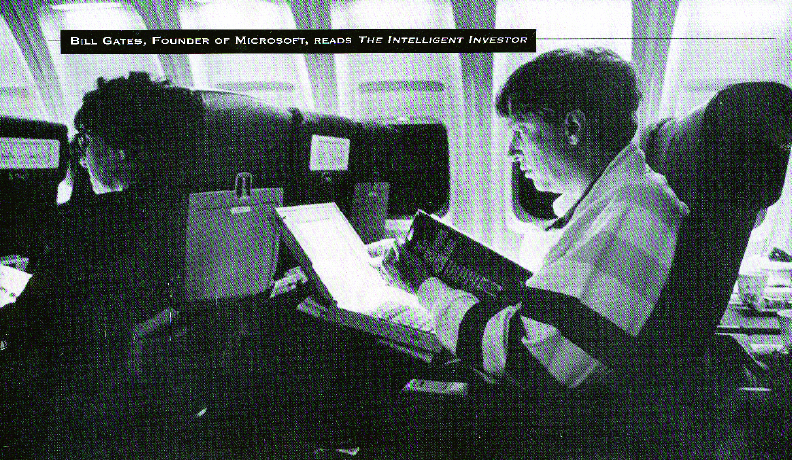 BILL GATES, FOUNDER OF MICROSOFT, READS THE INTELLIGENT INVESTOR